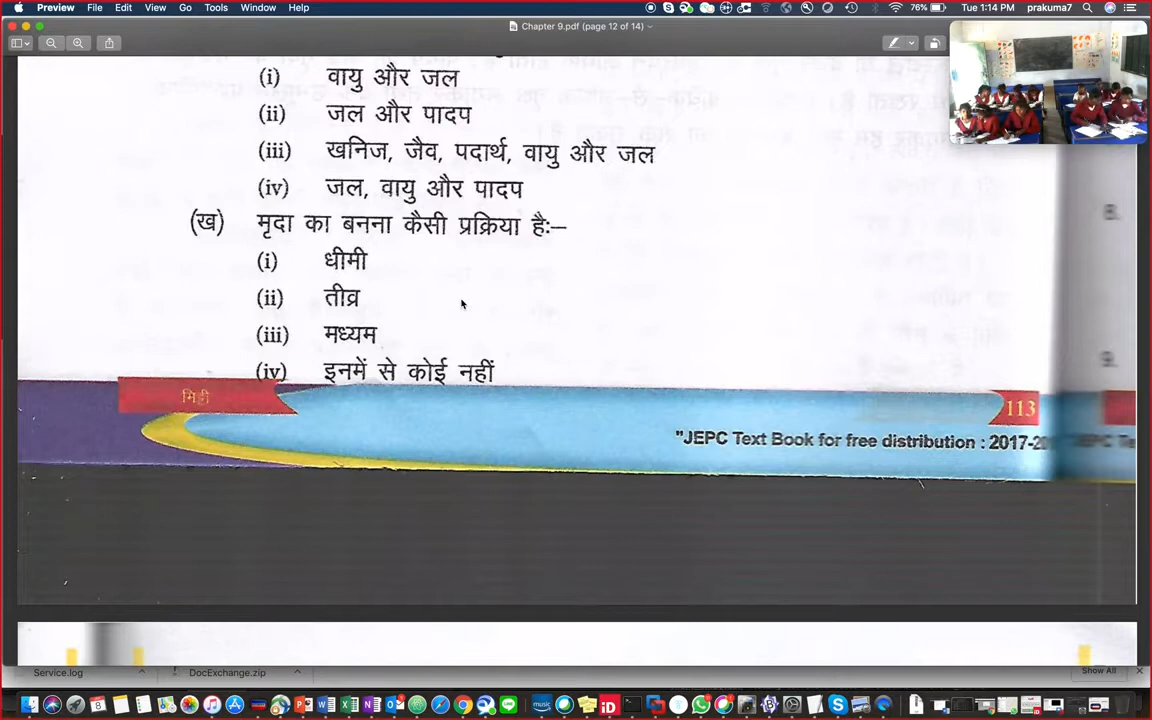 Preview File Edit View Go Tools Window Help
76% Tue 1:14 PM prakuma7
Chapter 9.pdf (page 12 of 14)
(i) वायु और जल
(ii) जल और पादप
(iii) खनिज, जैव, पदार्थ, वायु और जल
(iv) जल, वायु और पादप
(ख) मृदा का बनना कैसी प्रक्रिया है:–
(i) धीमी
(ii) तीव्र
(iii) मध्यम
(iv) इनमें से कोई नहीं
8.
9.
मिट्टी
113
"JEPC Text Book for free distribution : 2017-20
Service.log
DocExchange.zip
Show All